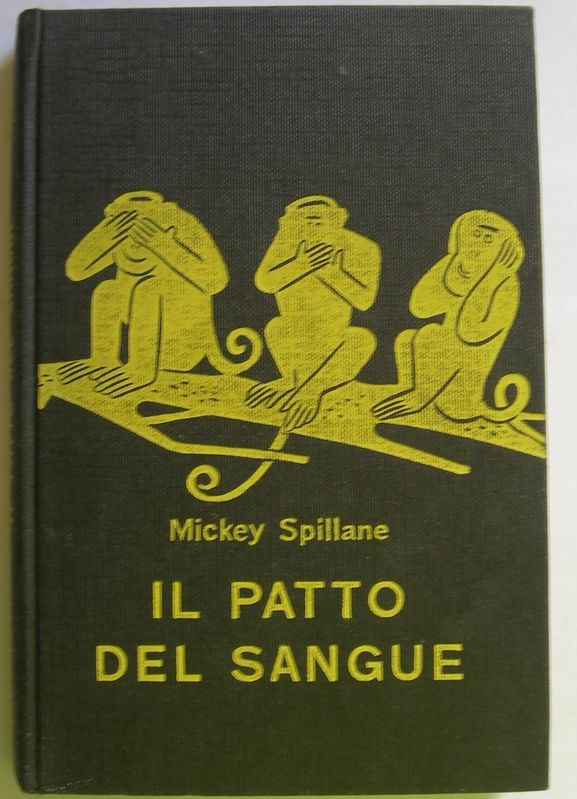 Mickey Spillane
IL PATTO
DEL SANGUE